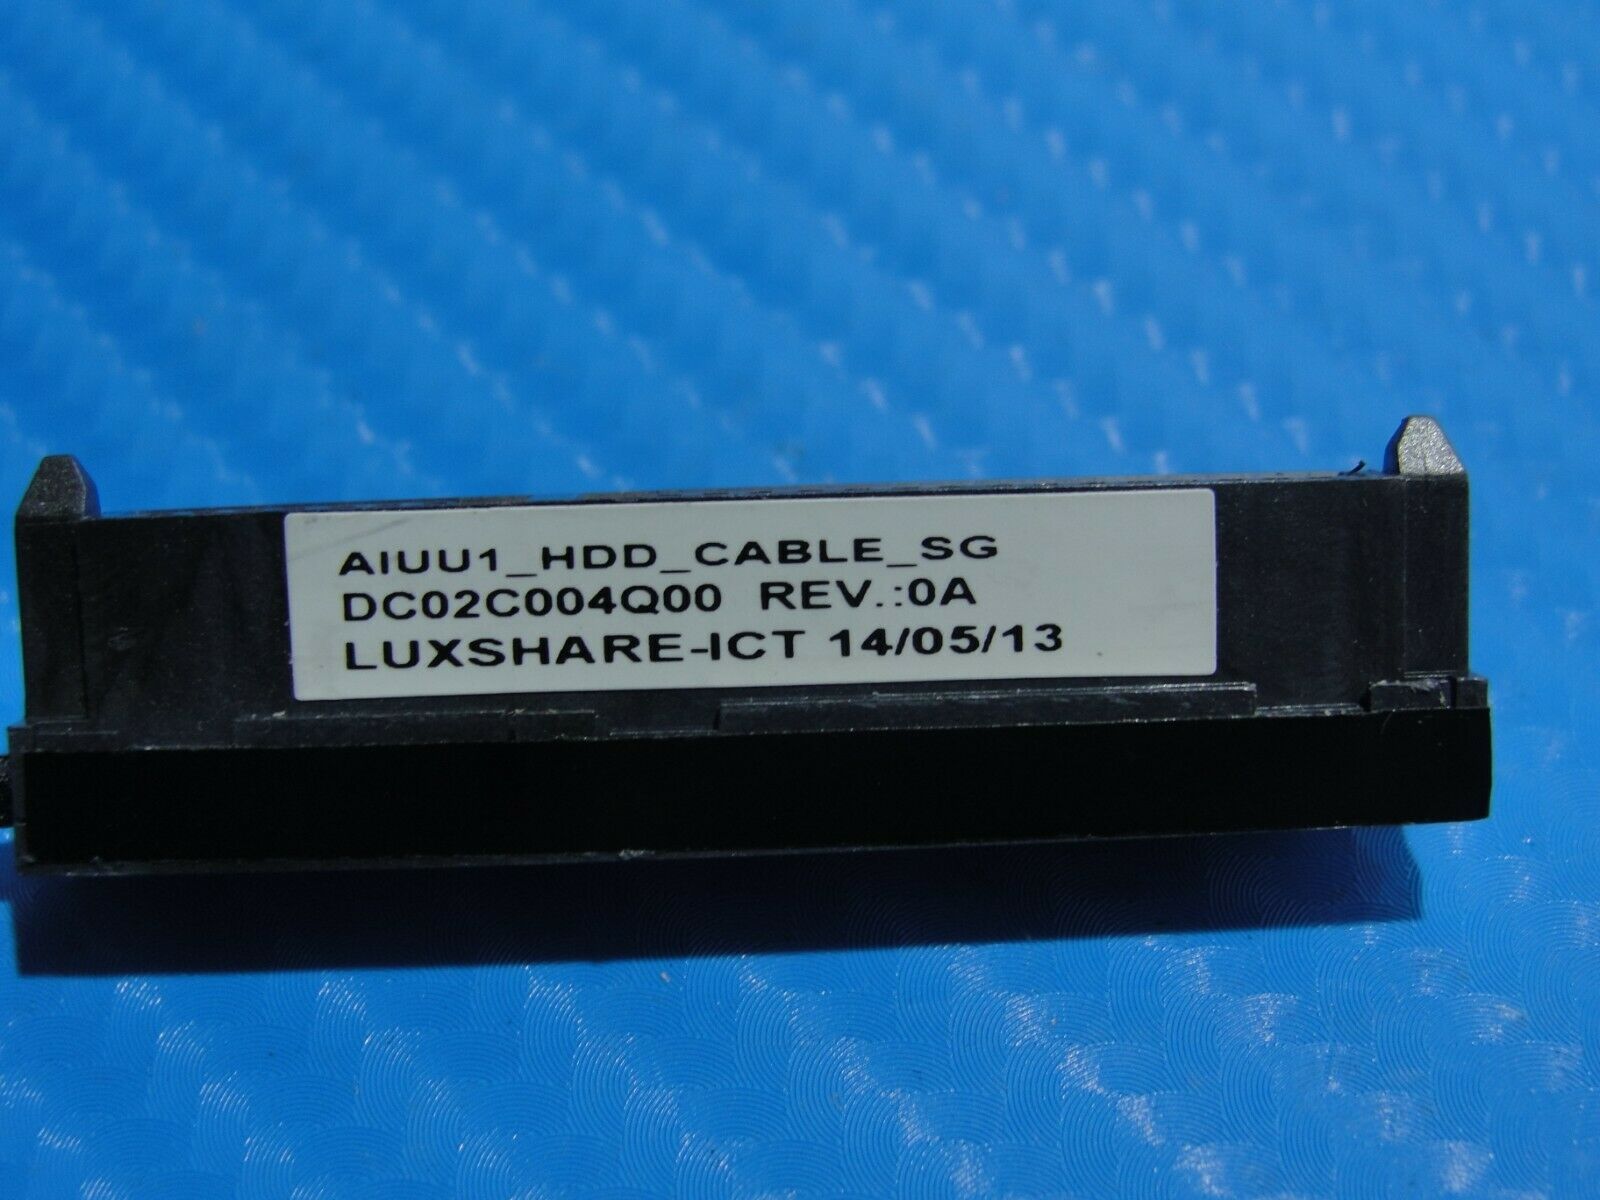 AIUU1_HDD_CABLE_SG
DC02C004Q00 REV.:0A
LUXSHARE-ICT 14/05/13